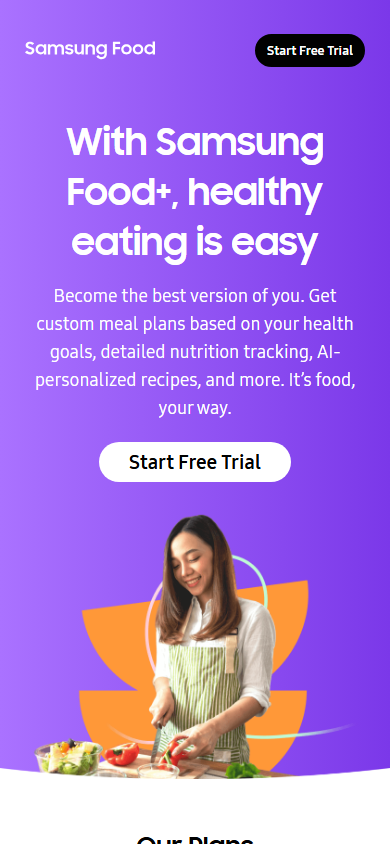 Samsung Food
Start Free Trial
With Samsung
Food+, healthy
eating is easy
Become the best version of you. Get
custom meal plans based on your health
goals, detailed nutrition tracking, AI-
personalized recipes, and more. It’s food,
your way.
Start Free Trial
Our Plans